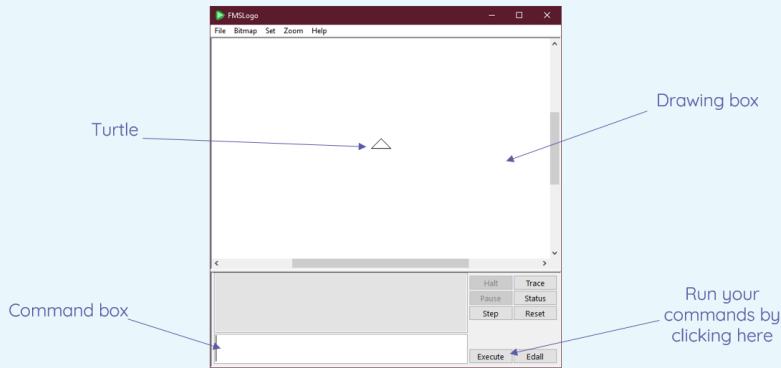 FMSLogo
File Bitmap Set Zoom Help
Drawing box
Turtle
Halt Trace
Pause Status
Step Reset
Command box
Run your
commands by
clicking here
Execute Edall